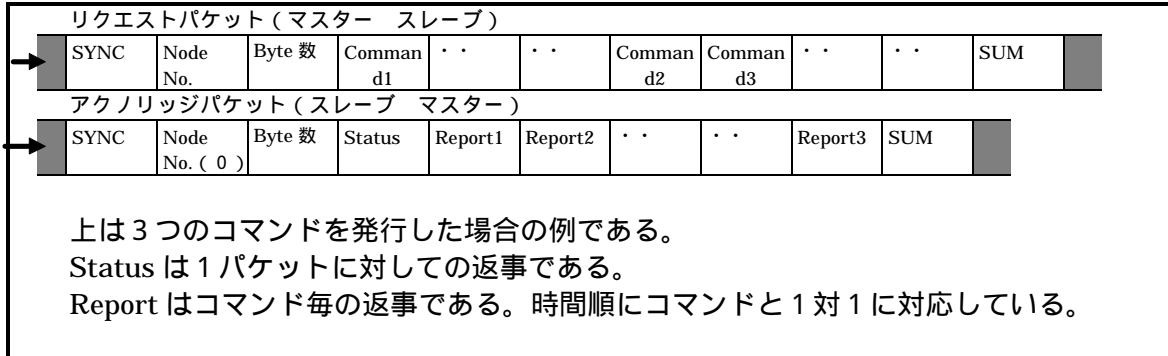 リクエストパケット(マスター　スレーブ)
SYNC Node Byte 数 Comman ・・ ・・ Comman Comman ・・ ・・ SUM
No. d1 d2 d3
アクノリッジパケット(スレーブ　マスター)
SYNC Node Byte 数 Status Report1 Report2 ・・ ・・ Report3 SUM
No.(0)
上は3つのコマンドを発行した場合の例である。
Status は1パケットに対しての返事である。
Report はコマンド毎の返事である。時間順にコマンドと1対1に対応している。